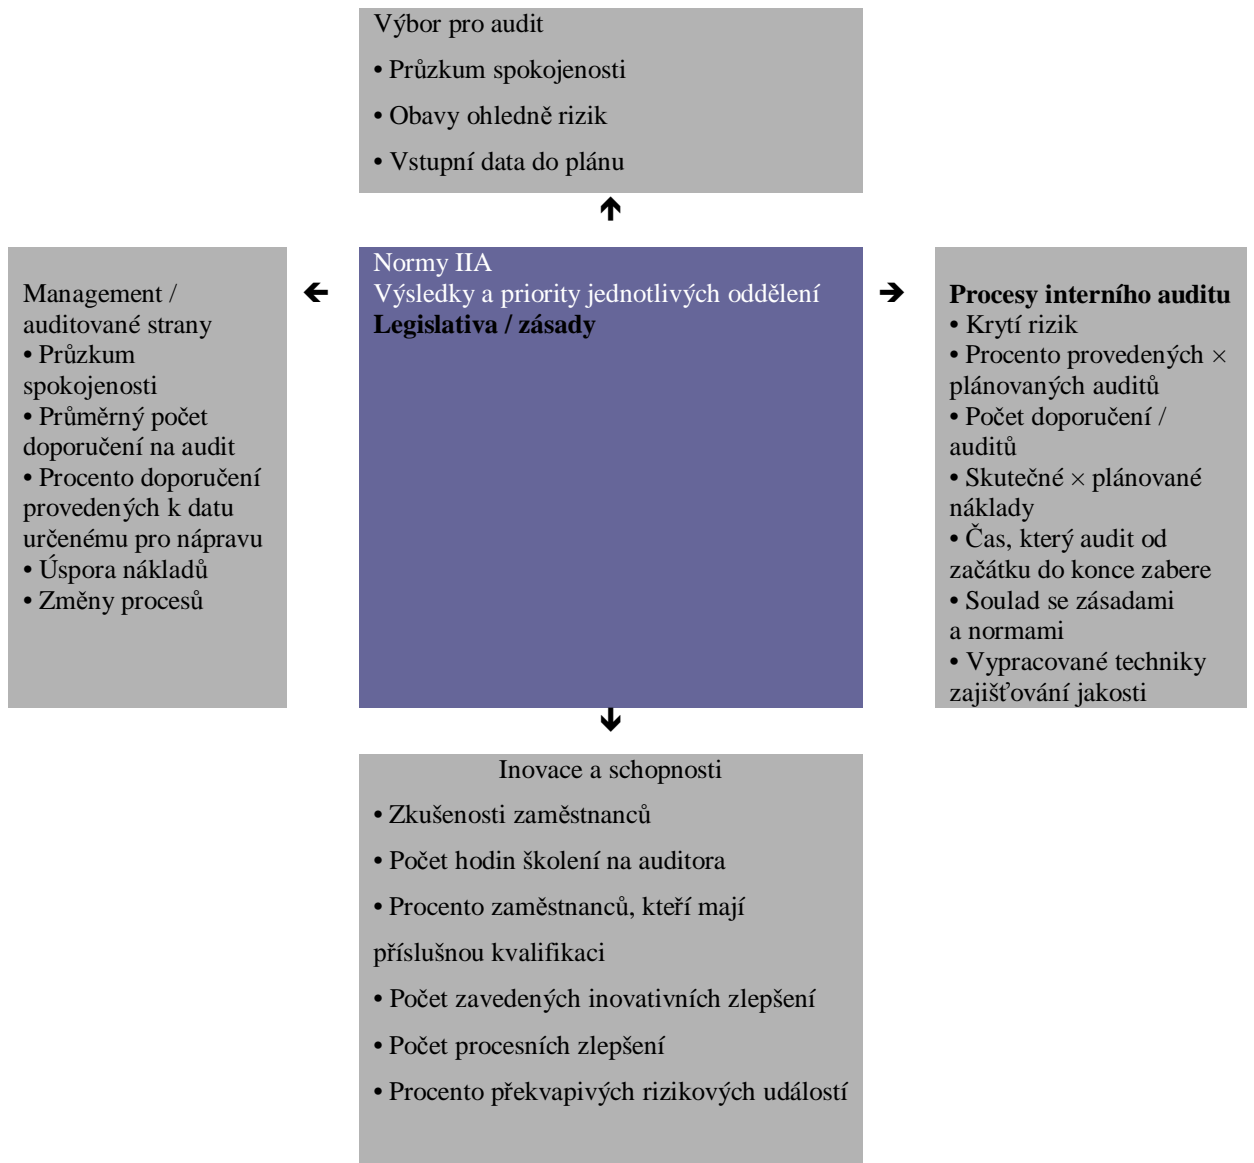 Výbor pro audit
• Průzkum spokojenosti
• Obavy ohledně rizik
• Vstupní data do plánu
Management /
auditované strany
• Průzkum
spokojenosti
• Průměrný počet
doporučení na audit
• Procento doporučení
provedených k datu
určenému pro nápravu
• Úspora nákladů
• Změny procesů
Normy IIA
Výsledky a priority jednotlivých oddělení
Legislativa / zásady
Procesy interního auditu
• Krytí rizik
• Procento provedených ×
plánovaných auditů
• Počet doporučení /
auditů
• Skutečné × plánované
náklady
• Čas, který audit od
začátku do konce zabere
• Soulad se zásadami
a normami
• Vypracované techniky
zajišťování jakosti
Inovace a schopnosti
• Zkušenosti zaměstnanců
• Počet hodin školení na auditora
• Procento zaměstnanců, kteří mají
příslušnou kvalifikaci
• Počet zavedených inovativních zlepšení
• Počet procesních zlepšení
• Procento překvapivých rizikových událostí